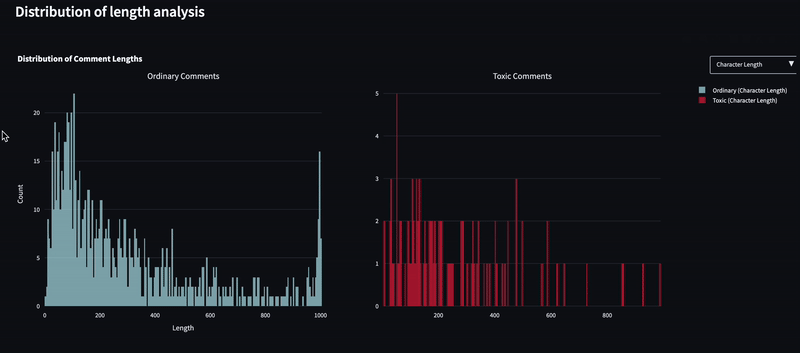 Distribution of length analysis
Distribution of Comment Lengths
Ordinary Comments
Toxic Comments
Character Length
Ordinary (Character Length)
Toxic (Character Length)
Count
20
15
10
5
0
0
200
400
600
800
1000
Length
5
4
3
2
1
0
200
400
600
800